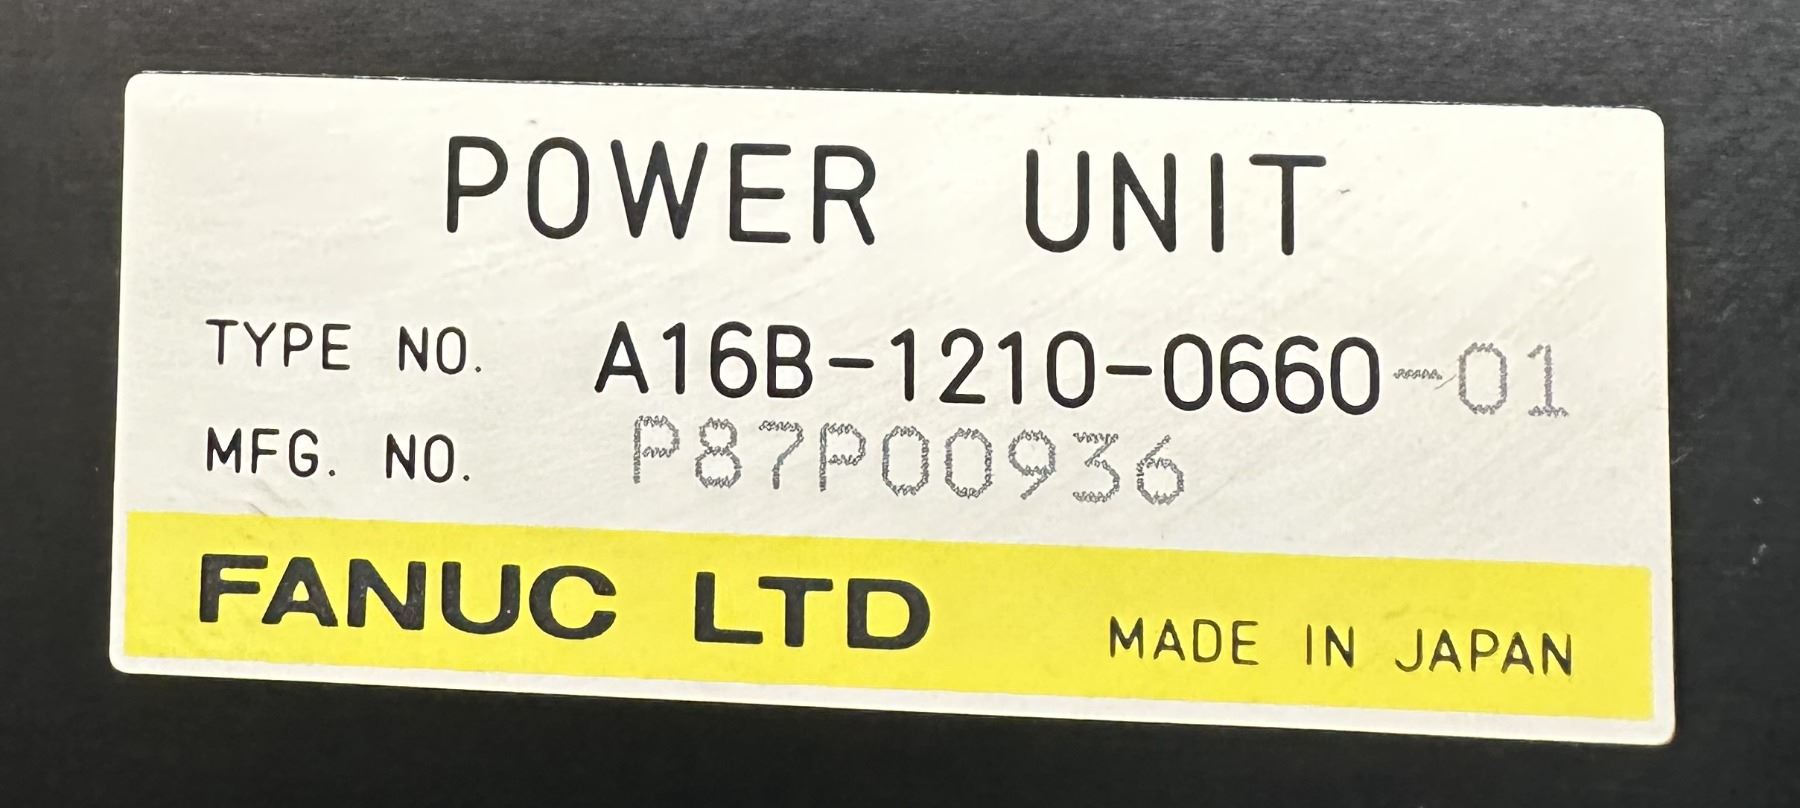 POWER UNIT
TYPE NO. A16B-1210-0660-01
MFG. NO. P87P00936
FANUC LTD MADE IN JAPAN